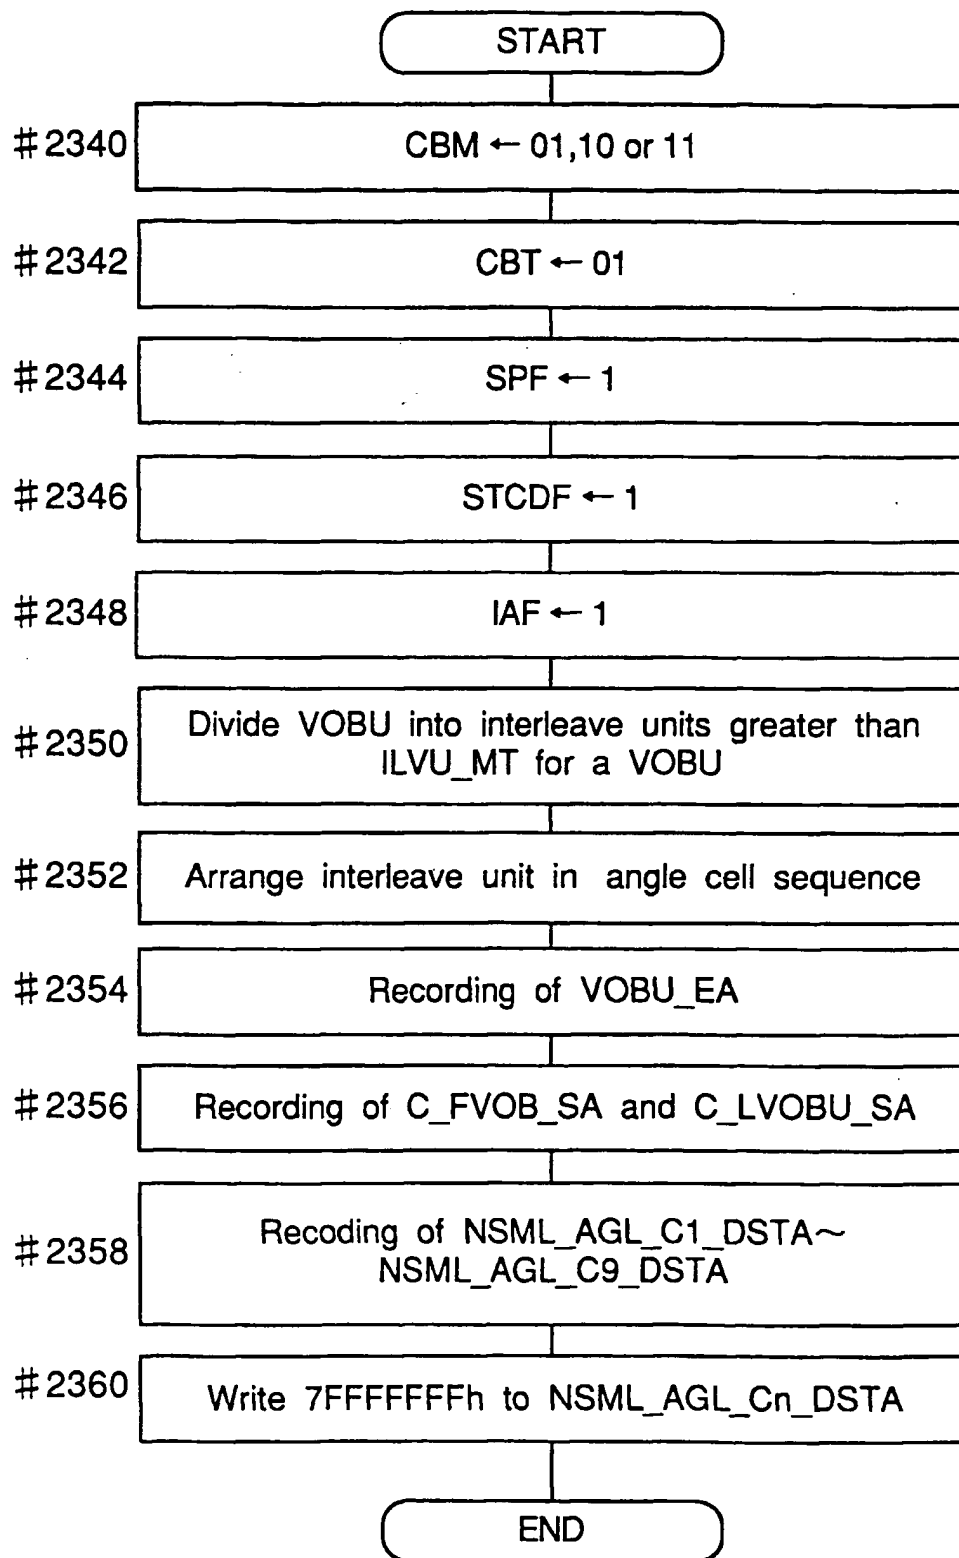 START
#2340 CBM ← 01,10 or 11
#2342 CBT ← 01
#2344 SPF ← 1
#2346 STCDF ← 1
#2348 IAF ← 1
#2350 Divide VOBU into interleave units greater than
ILVU_MT for a VOBU
#2352 Arrange interleave unit in angle cell sequence
#2354 Recording of VOBU_EA
#2356 Recording of C_FVOB_SA and C_LVOBU_SA
#2358 Recoding of NSML_AGL_C1_DSTA~
NSML_AGL_C9_DSTA
#2360 Write 7FFFFFFFh to NSML_AGL_Cn_DSTA
END